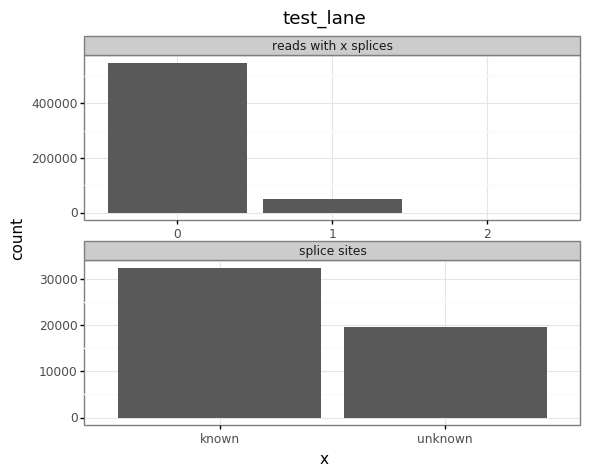 test_lane
reads with x splices
400000
200000
0
0 1 2
count
splice sites
30000
20000
10000
0
known unknown
x